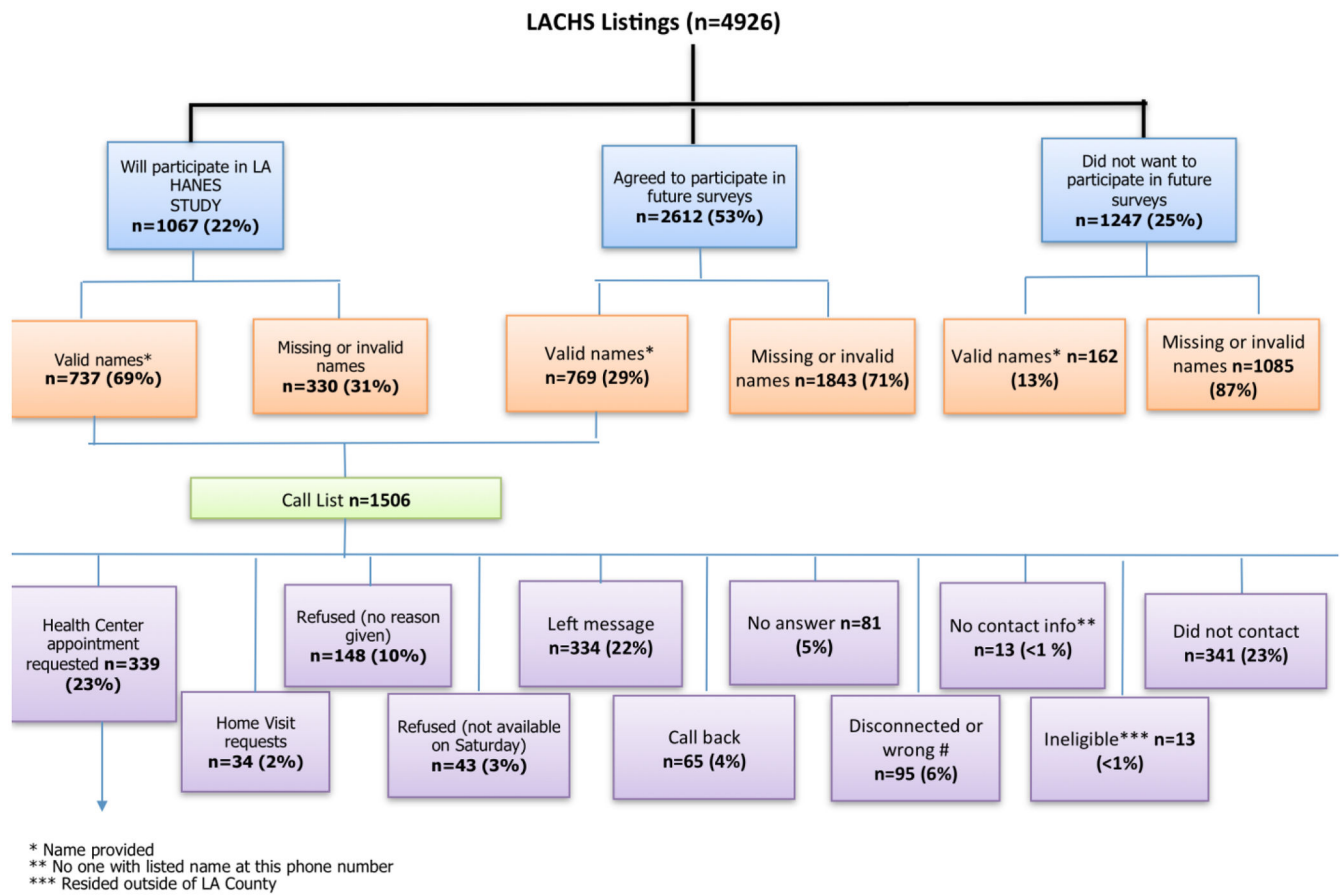 LACHS Listings (n=4926)
Will participate in LA
HANES
STUDY
n=1067 (22%)
Agreed to participate in
future surveys
n=2612 (53%)
Did not want to
participate in future
surveys
n=1247 (25%)
Valid names*
n=737 (69%)
Missing or invalid
names
n=330 (31%)
Valid names*
n=769 (29%)
Missing or invalid
names n=1843 (71%)
Valid names* n=162
(13%)
Missing or invalid
names n=1085
(87%)
Call List n=1506
Health Center
appointment
requested n=339
(23%)
Home Visit
requests
n=34 (2%)
Refused (no reason
given)
n=148 (10%)
Refused (not available
on Saturday)
n=43 (3%)
Left message
n=334 (22%)
Call back
n=65 (4%)
No answer n=81
(5%)
Disconnected or
wrong #
n=95 (6%)
No contact info**
n=13 (<1 %)
Ineligible*** n=13
(<1%)
Did not contact
n=341 (23%)
* Name provided
** No one with listed name at this phone number
*** Resided outside of LA County